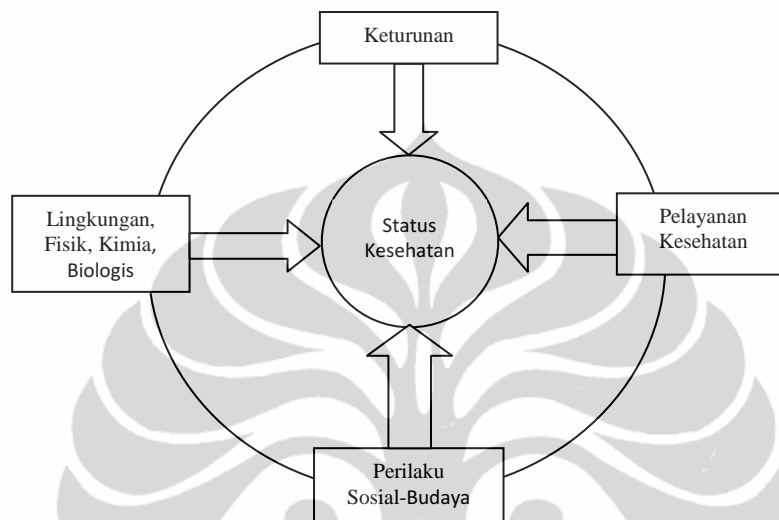 Keturunan
Lingkungan,
Fisik, Kimia,
Biologis
Status
Kesehatan
Pelayanan
Kesehatan
Perilaku
Sosial-Budaya